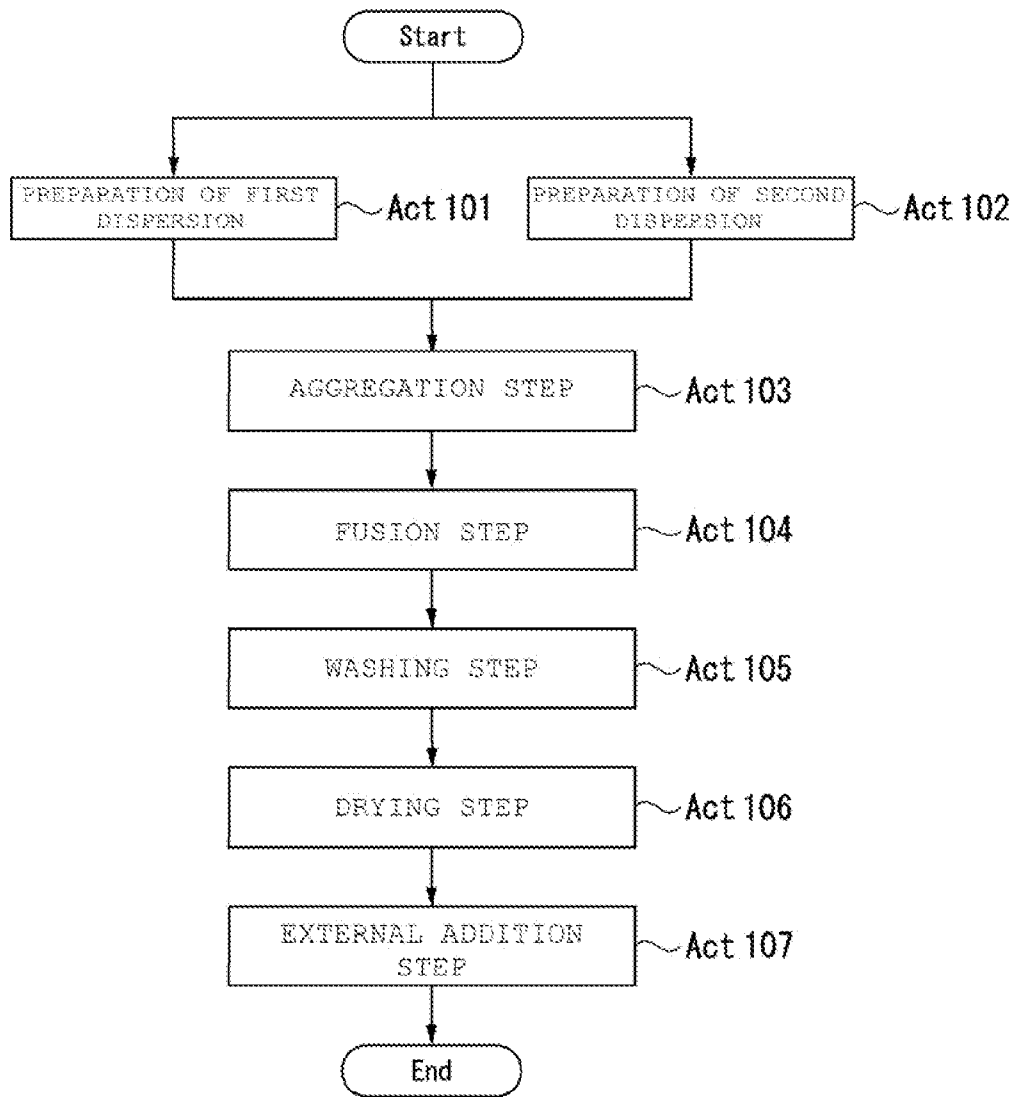 Start
PREPARATION OF FIRST
DISPERSION
Act 101
PREPARATION OF SECOND
DISPERSION
Act 102
AGGREGATION STEP
Act 103
FUSION STEP
Act 104
WASHING STEP
Act 105
DRYING STEP
Act 106
EXTERNAL ADDITION
STEP
Act 107
End